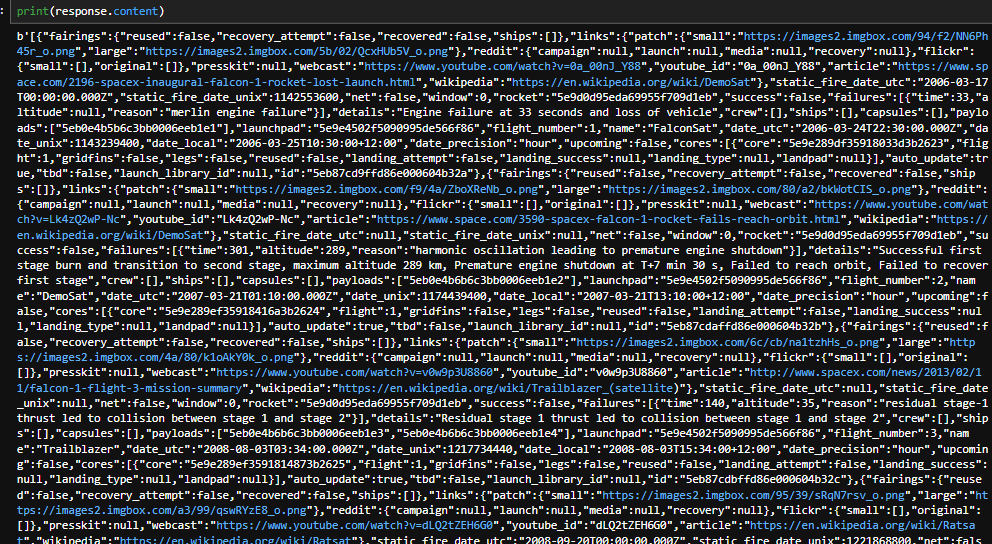 : print(response.content)
b'[{"fairings":{"reused":false,"recovery_attempt":false,"recovered":false,"ships":[]},"links":{"patch":{"small":"https://images2.imgbox.com/94/f2/NN6Ph
45r_o.png","large":"https://images2.imgbox.com/5b/02/QcxHUb5V_o.png"},"reddit":{"campaign":null,"launch":null,"media":null,"recovery":null},"flickr":
{"small":[],"original":[]},"presskit":null,"webcast":"https://www.youtube.com/watch?v=0a_00nJ_Y88","youtube_id":"0a_00nJ_Y88","article":"https://www.sp
ace.com/2196-spacex-inaugural-falcon-1-rocket-lost-launch.html","wikipedia":"https://en.wikipedia.org/wiki/DemoSat"},"static_fire_date_utc":"2006-03-17
T00:00:00.000Z","static_fire_date_unix":1142553600,"net":false,"window":0,"rocket":"5e9d0d95eda69955f709d1eb","success":false,"failures":[{"time":33,"a
ltitude":null,"reason":"merlin engine failure"}],"details":"Engine failure at 33 seconds and loss of vehicle","crew":[],"ships":[],"capsules":[],"paylo
ads":["5eb0e4b5b6c3bb0006eeb1e1"],"launchpad":"5e9e4502f5090995de566f86","flight_number":1,"name":"FalconSat","date_utc":"2006-03-24T22:30:00.000Z","da
te_unix":1143239400,"date_local":"2006-03-25T10:30:00+12:00","date_precision":"hour","upcoming":false,"cores":[{"core":"5e9e289df35918033d3b2623","flig
ht":1,"gridfins":false,"legs":false,"reused":false,"landing_attempt":false,"landing_success":null,"landing_type":null,"landpad":null}],"auto_update":tr
ue,"tbd":false,"launch_library_id":null,"id":"5eb87cd9ffd86e000604b32a"},{"fairings":{"reused":false,"recovery_attempt":false,"recovered":false,"ship
s":[]},"links":{"patch":{"small":"https://images2.imgbox.com/f9/4a/ZboXReNb_o.png","large":"https://images2.imgbox.com/80/a2/bkWotCIS_o.png"},"reddit":
{"campaign":null,"launch":null,"media":null,"recovery":null},"flickr":{"small":[],"original":[]},"presskit":null,"webcast":"https://www.youtube.com/wat
ch?v=Lk4zQ2wP-Nc","youtube_id":"Lk4zQ2wP-Nc","article":"https://www.space.com/3590-spacex-falcon-1-rocket-fails-reach-orbit.html","wikipedia":"https://
en.wikipedia.org/wiki/DemoSat"},"static_fire_date_utc":null,"static_fire_date_unix":null,"net":false,"window":0,"rocket":"5e9d0d95eda69955f709d1eb","su
ccess":false,"failures":[{"time":301,"altitude":289,"reason":"harmonic oscillation leading to premature engine shutdown"}],"details":"Successful first
stage burn and transition to second stage, maximum altitude 289 km, Premature engine shutdown at T+7 min 30 s, Failed to reach orbit, Failed to recover
first stage","crew":[],"ships":[],"capsules":[],"payloads":["5eb0e4b6b6c3bb0006eeb1e2"],"launchpad":"5e9e4502f5090995de566f86","flight_number":2,"nam
e":"DemoSat","date_utc":"2007-03-21T01:10:00.000Z","date_unix":1174439400,"date_local":"2007-03-21T13:10:00+12:00","date_precision":"hour","upcoming":f
alse,"cores":[{"core":"5e9e289ef35918416a3b2624","flight":1,"gridfins":false,"legs":false,"reused":false,"landing_attempt":false,"landing_success":nul
l,"landing_type":null,"landpad":null}],"auto_update":true,"tbd":false,"launch_library_id":null,"id":"5eb87cdaffd86e000604b32b"},{"fairings":{"reused":f
alse,"recovery_attempt":false,"recovered":false,"ships":[]},"links":{"patch":{"small":"https://images2.imgbox.com/6c/cb/na1tzhHs_o.png","large":"http
s://images2.imgbox.com/4a/80/k1oAkY0k_o.png"},"reddit":{"campaign":null,"launch":null,"media":null,"recovery":null},"flickr":{"small":[],"original":
[]},"presskit":null,"webcast":"https://www.youtube.com/watch?v=v0w9p3U8860","youtube_id":"v0w9p3U8860","article":"http://www.spacex.com/news/2013/02/1
1/falcon-1-flight-3-mission-summary","wikipedia":"https://en.wikipedia.org/wiki/Trailblazer_(satellite)"},"static_fire_date_utc":null,"static_fire_date
_unix":null,"net":false,"window":0,"rocket":"5e9d0d95eda69955f709d1eb","success":false,"failures":[{"time":140,"altitude":35,"reason":"residual stage-1
thrust led to collision between stage 1 and stage 2"}],"details":"Residual stage 1 thrust led to collision between stage 1 and stage 2","crew":[],"ship
s":[],"capsules":[],"payloads":["5eb0e4b6b6c3bb0006eeb1e3","5eb0e4b6b6c3bb0006eeb1e4"],"launchpad":"5e9e4502f5090995de566f86","flight_number":3,"nam
e":"Trailblazer","date_utc":"2008-08-03T03:34:00.000Z","date_unix":1217734440,"date_local":"2008-08-03T15:34:00+12:00","date_precision":"hour","upcomin
g":false,"cores":[{"core":"5e9e289ef3591814873b2625","flight":1,"gridfins":false,"legs":false,"reused":false,"landing_attempt":false,"landing_success":
null,"landing_type":null,"landpad":null}],"auto_update":true,"tbd":false,"launch_library_id":null,"id":"5eb87cdbffd86e000604b32c"},{"fairings":{"reuse
d":false,"recovery_attempt":false,"recovered":false,"ships":[]},"links":{"patch":{"small":"https://images2.imgbox.com/95/39/sRqN7rsv_o.png","large":"ht
tps://images2.imgbox.com/a3/99/qswRYzE8_o.png"},"reddit":{"campaign":null,"launch":null,"media":null,"recovery":null},"flickr":{"small":[],"original":
[]},"presskit":null,"webcast":"https://www.youtube.com/watch?v=dLQ2tZEH6G0","youtube_id":"dLQ2tZEH6G0","article":"https://en.wikipedia.org/wiki/Ratsa
t","wikipedia":"https://en.wikipedia.org/wiki/Ratsat"},"static_fire_date_utc":"2008-09-20T00:00:00.000Z","static_fire_date_unix":1221868800,"net":fals